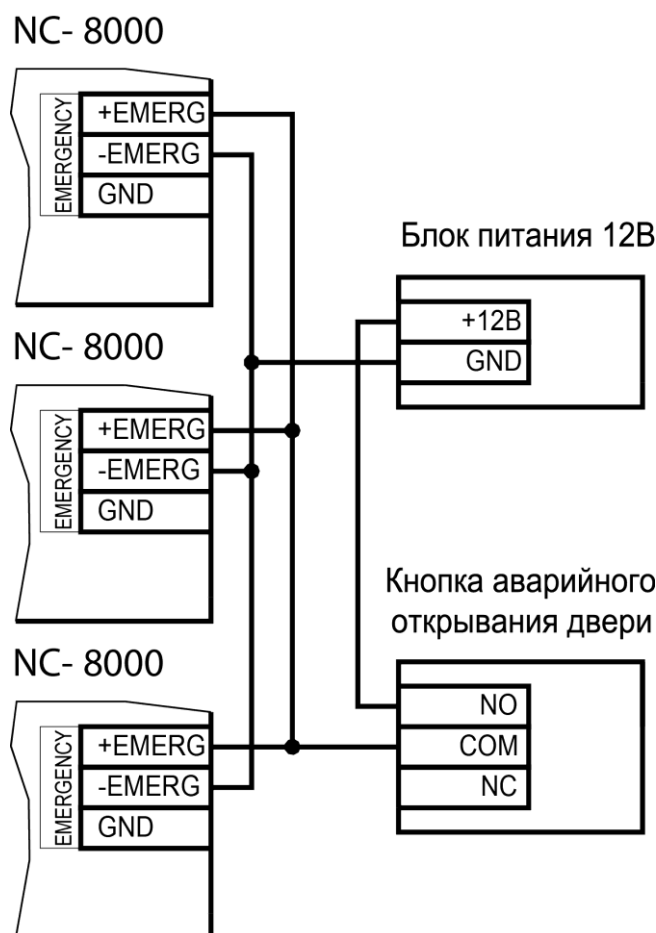 NC- 8000
EMERGENCY
+EMERG
-EMERG
GND
Блок питания 12В
+12В
GND
NC- 8000
EMERGENCY
+EMERG
-EMERG
GND
Кнопка аварийного
открывания двери
NO
COM
NC
NC- 8000
EMERGENCY
+EMERG
-EMERG
GND